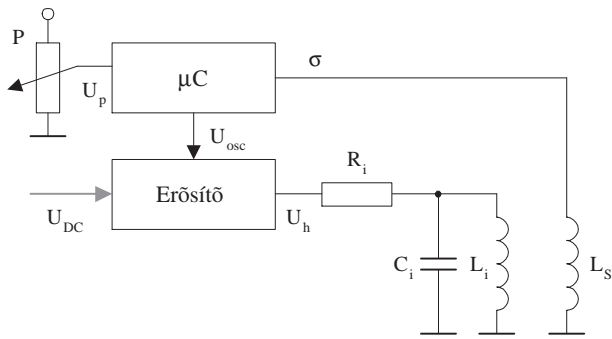 P
σ
μC
U_p
U_osc
R_i
Erõsítõ
U_DC
U_h
C_i
L_i
L_S